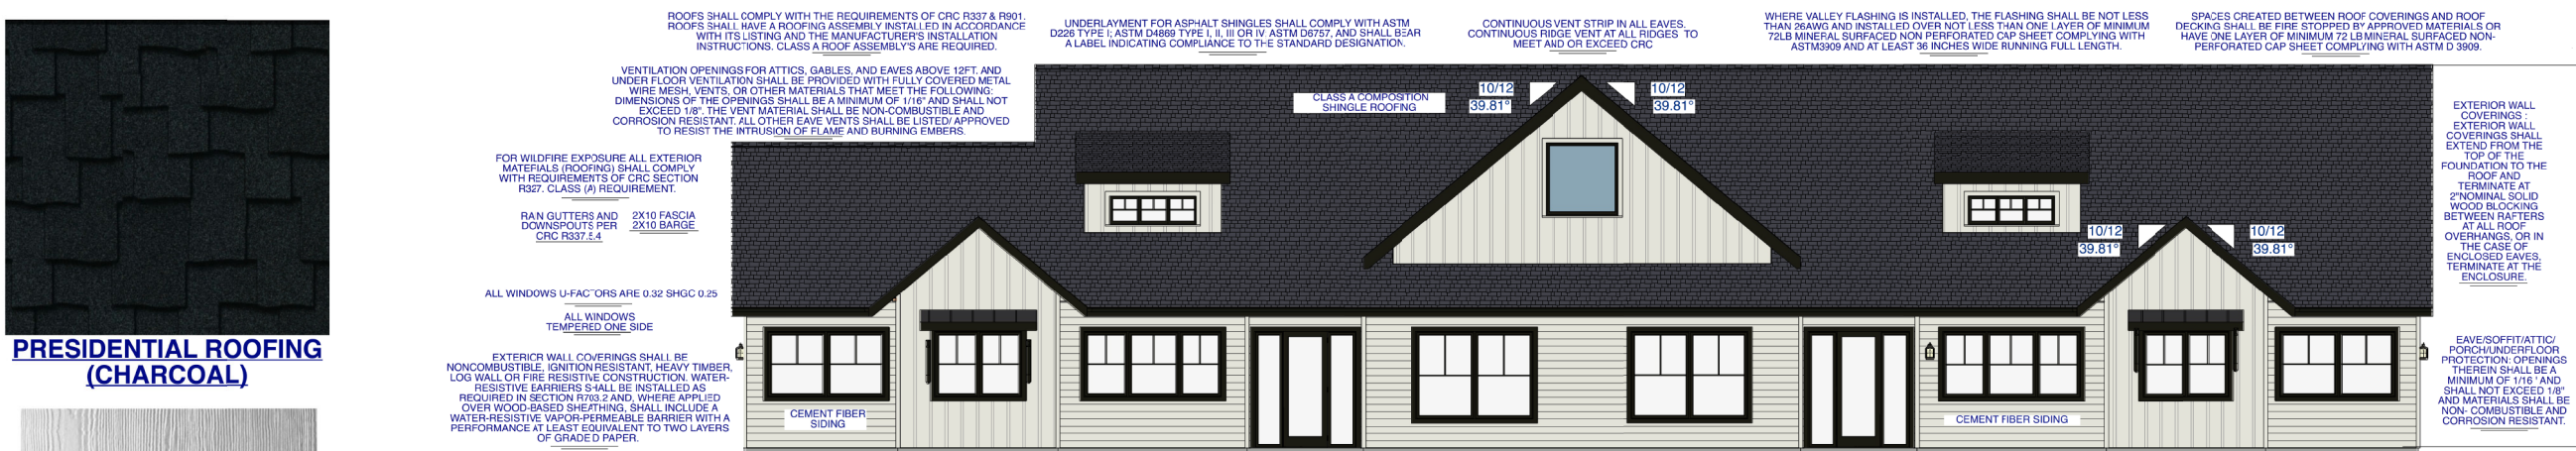 ROOFS SHALL COMPLY WITH THE REQUIREMENTS OF CRC R337 & R901.
ROOFS SHALL HAVE A ROOFING ASSEMBLY INSTALLED IN ACCORDANCE
WITH ITS LISTING AND THE MANUFACTURER'S INSTALLATION
INSTRUCTIONS. CLASS A ROOF ASSEMBLY'S ARE REQUIRED.
UNDERLAYMENT FOR ASPHALT SHINGLES SHALL COMPLY WITH ASTM
D226 TYPE I; ASTM D4869 TYPE I, II, III OR IV. ASTM D6757, AND SHALL BEAR
A LABEL INDICATING COMPLIANCE TO THE STANDARD DESIGNATION.
CONTINUOUS VENT STRIP IN ALL EAVES.
CONTINUOUS RIDGE VENT AT ALL RIDGES TO
MEET AND OR EXCEED CRC
WHERE VALLEY FLASHING IS INSTALLED, THE FLASHING SHALL BE NOT LESS
THAN 26AWG AND INSTALLED OVER NOT LESS THAN ONE LAYER OF MINIMUM
72LB MINERAL SURFACED NON PERFORATED CAP SHEET COMPLYING WITH
ASTM3909 AND AT LEAST 36 INCHES WIDE RUNNING FULL LENGTH.
SPACES CREATED BETWEEN ROOF COVERINGS AND ROOF
DECKING SHALL BE FIRE STOPPED BY APPROVED MATERIALS OR
HAVE ONE LAYER OF MINIMUM 72 LB MINERAL SURFACED NON-
PERFORATED CAP SHEET COMPLYING WITH ASTM D 3909.
VENTILATION OPENINGS FOR ATTICS, GABLES, AND EAVES ABOVE 12FT. AND
UNDER FLOOR VENTILATION SHALL BE PROVIDED WITH FULLY COVERED METAL
WIRE MESH, VENTS, OR OTHER MATERIALS THAT MEET THE FOLLOWING:
DIMENSIONS OF THE OPENINGS SHALL BE A MINIMUM OF 1/16" AND SHALL NOT
EXCEED 1/8". THE VENT MATERIAL SHALL BE NON-COMBUSTIBLE AND
CORROSION RESISTANT. ALL OTHER EAVE VENTS SHALL BE LISTED/ APPROVED
TO RESIST THE INTRUSION OF FLAME AND BURNING EMBERS.
CLASS A COMPOSITION
SHINGLE ROOFING
10/12
39.81°
10/12
39.81°
FOR WILDFIRE EXPOSURE ALL EXTERIOR
MATEFIALS (ROOFING) SHALL COMPLY
WITH REQUIREMENTS OF CRC SECTION
R327. CLASS (A) REQUIREMENT.
RAIN GUTTERS AND
DOWNSPOUTS PER
CRC R337.5.4
2X10 FASCIA
2X10 BARGE
ALL WINDOWS U-FACTORS ARE 0.32 SHGC 0.25
ALL WINDOWS
TEMPERED ONE SIDE
EXTERIOR WALL COVERINGS SHALL BE
NONCOMBUSTIBLE, IGNITION RESISTANT, HEAVY TIMBER,
LOG WALL OR FIRE RESISTIVE CONSTRUCTION. WATER-
RESISTIVE BARRIERS SHALL BE INSTALLED AS
REQUIRED IN SECTION R703.2 AND, WHERE APPLIED
OVER WOOD-BASED SHEATHING, SHALL INCLUDE A
WATER-RESISTIVE VAPOR-PERMEABLE BARRIER WITH A
PERFORMANCE AT LEAST EQUIVALENT TO TWO LAYERS
OF GRADE D PAPER.
PRESIDENTIAL ROOFING
(CHARCOAL)
CEMENT FIBER
SIDING
CEMENT FIBER SIDING
10/12
39.81°
10/12
39.81°
EXTERIOR WALL
COVERINGS :
EXTERIOR WALL
COVERINGS SHALL
EXTEND FROM THE
TOP OF THE
FOUNDATION TO THE
ROOF AND
TERMINATE AT
2"NOMINAL SOLID
WOOD BLOCKING
BETWEEN RAFTERS
AT ALL ROOF
OVERHANGS, OR IN
THE CASE OF
ENCLOSED EAVES,
TERMINATE AT THE
ENCLOSURE.
EAVE/SOFFIT/ATTIC/
PORCH/UNDERFLOOR
PROTECTION: OPENINGS
THEREIN SHALL BE A
MINIMUM OF 1/16 " AND
SHALL NOT EXCEED 1/8"
AND MATERIALS SHALL BE
NON- COMBUSTIBLE AND
CORROSION RESISTANT.